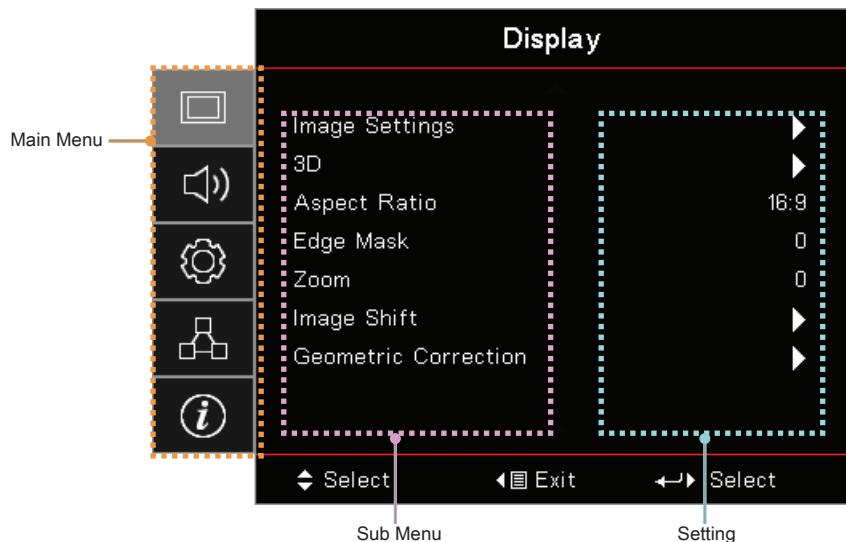 Display
Main Menu
Image Settings
3D
Aspect Ratio 16:9
Edge Mask 0
Zoom 0
Image Shift
Geometric Correction
i
Select Exit Select
Sub Menu Setting